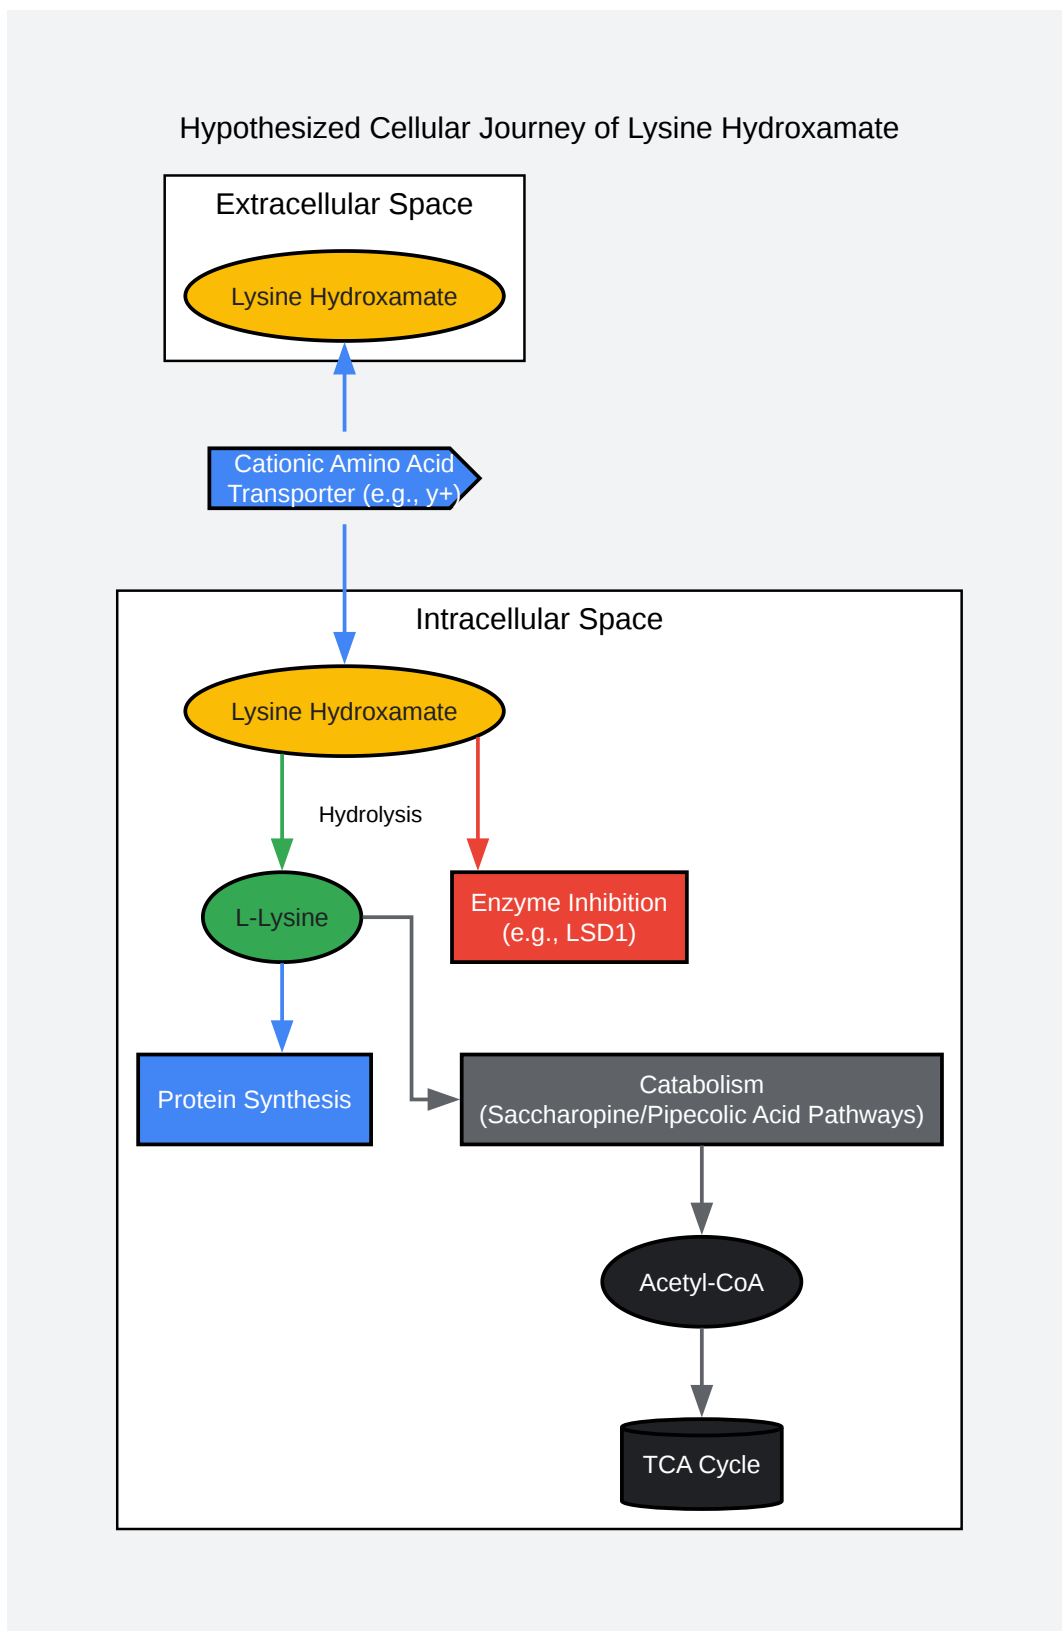 Hypothesized Cellular Journey of Lysine Hydroxamate
Extracellular Space
Lysine Hydroxamate
Cationic Amino Acid
Transporter (e.g., y+)
Intracellular Space
Lysine Hydroxamate
Hydrolysis
L-Lysine
Enzyme Inhibition
(e.g., LSD1)
Protein Synthesis
Catabolism
(Saccharopine/Pipecolic Acid Pathways)
Acetyl-CoA
TCA Cycle